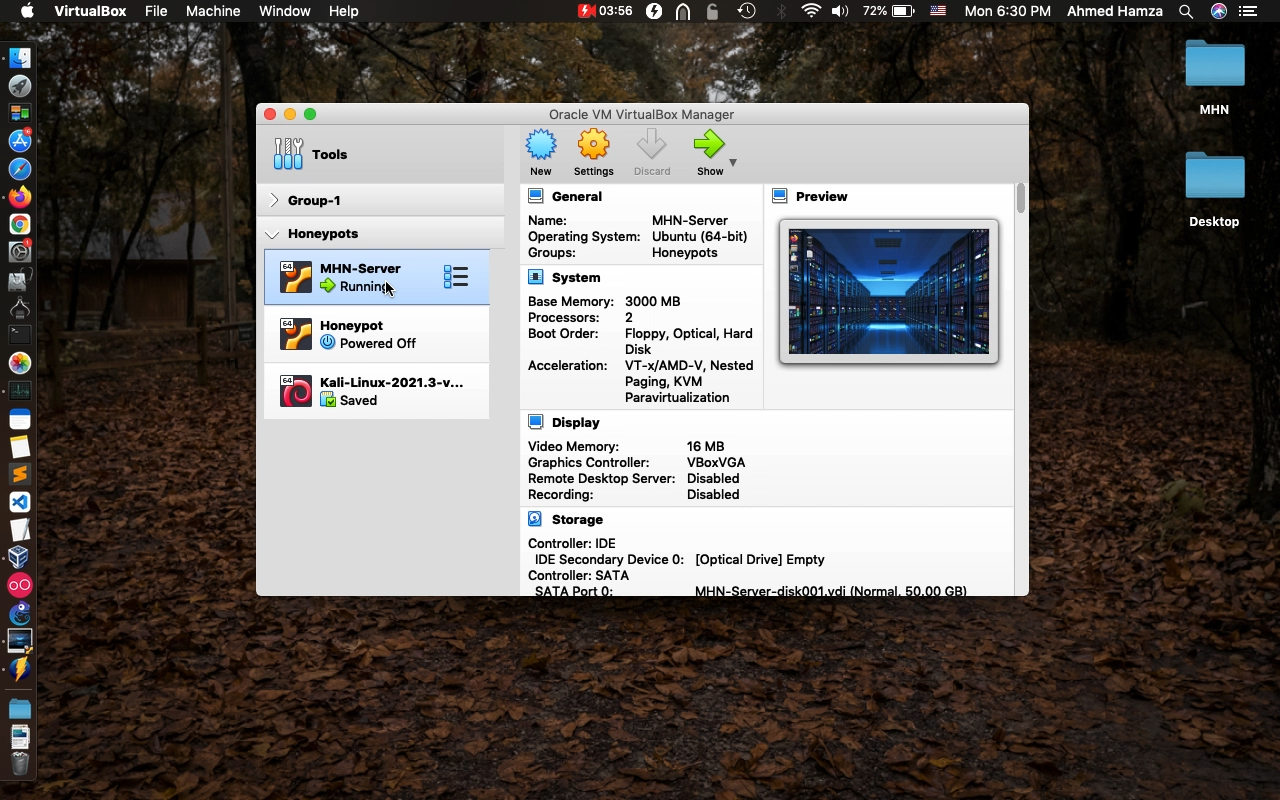 VirtualBox File Machine Window Help 03:56 72% Mon 6:30 PM Ahmed Hamza
MHN
Desktop
Oracle VM VirtualBox Manager
Tools
New Settings Discard Show
Group-1
Honeypots
64
MHN-Server
Running
64
Honeypot
Powered Off
64
Kali-Linux-2021.3-v...
Saved
General
Name: MHN-Server
Operating System: Ubuntu (64-bit)
Groups: Honeypots
Preview
System
Base Memory: 3000 MB
Processors: 2
Boot Order: Floppy, Optical, Hard
Disk
Acceleration: VT-x/AMD-V, Nested
Paging, KVM
Paravirtualization
Display
Video Memory: 16 MB
Graphics Controller: VBoxVGA
Remote Desktop Server: Disabled
Recording: Disabled
Storage
Controller: IDE
IDE Secondary Device 0: [Optical Drive] Empty
Controller: SATA
SATA Port 0: MHN-Server-disk001.vdi (Normal, 50.00 GB)